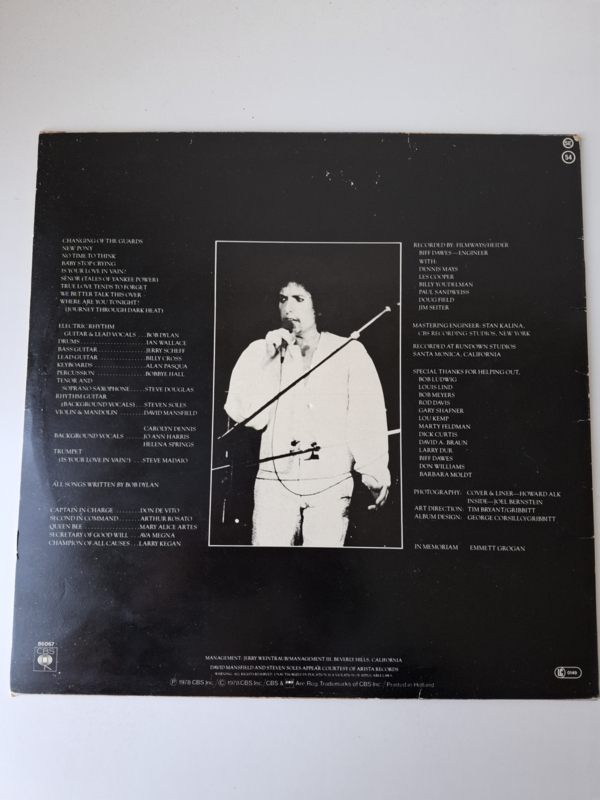 CHANGING OF THE GUARDS
NEW PONY
NO TIME TO THINK
BABY STOP CRYING
IS YOUR LOVE IN VAIN?
SEÑOR (TALES OF YANKEE POWER)
TRUE LOVE TENDS TO FORGET
WE BETTER TALK THIS OVER
WHERE ARE YOU TONIGHT?
(JOURNEY THROUGH DARK HEAT)
ELECTRIC RHYTHM
GUITAR & LEAD VOCALS . . . BOB DYLAN
DRUMS . . . . . . . . . . . . . . . . IAN WALLACE
BASS GUITAR . . . . . . . . . . . . JERRY SCHEFF
LEAD GUITAR . . . . . . . . . . . . BILLY CROSS
KEYBOARDS . . . . . . . . . . . . . ALAN PASQUA
PERCUSSION . . . . . . . . . . . . . BOBBYE HALL
TENOR AND
SOPRANO SAXOPHONE . . . . STEVE DOUGLAS
RHYTHM GUITAR
(BACKGROUND VOCALS) . . . STEVEN SOLES
VIOLIN & MANDOLIN . . . . . . . DAVID MANSFIELD
CAROLYN DENNIS
BACKGROUND VOCALS . . . . . JO ANN HARRIS
HELENA SPRINGS
TRUMPET
(IS YOUR LOVE IN VAIN?) . . . STEVE MADAIO
ALL SONGS WRITTEN BY BOB DYLAN
CAPTAIN IN CHARGE . . . . . . . DON DE VITO
SECOND IN COMMAND . . . . . . ARTHUR ROSATO
QUEEN BEE . . . . . . . . . . . . . MARY ALICE ARTES
SECRETARY OF GOOD WILL . . . AVA MEGNA
CHAMPION OF ALL CAUSES . . . LARRY KEGAN
86067
CBS
RECORDED BY: FILMWAYS/HEIDER
BIFF DAWES—ENGINEER
WITH:
DENNIS MAYS
LES COOPER
BILLY YOUDELMAN
PAUL SANDWEISS
DOUG FIELD
JIM SEITER
MASTERING ENGINEER: STAN KALINA,
CBS RECORDING STUDIOS, NEW YORK
RECORDED AT RUNDOWN STUDIOS
SANTA MONICA, CALIFORNIA
SPECIAL THANKS FOR HELPING OUT,
BOB LUDWIG
LOUIS LIND
BOB MEYERS
ROD DAVIS
GARY SHAFNER
LOU KEMP
MARTY FELDMAN
DICK CURTIS
DAVID A. BRAUN
LARRY DUR
BIFF DAWES
DON WILLIAMS
BARBARA MOLDT
PHOTOGRAPHY: COVER & LINER—HOWARD ALK
INSIDE—JOEL BERNSTEIN
ART DIRECTION: TIM BRYANT/GRIBBITT
ALBUM DESIGN: GEORGE CORSILLO/GRIBBITT
IN MEMORIAM EMMETT GROGAN
54
MANAGEMENT: JERRY WEINTRAUB/MANAGEMENT III, BEVERLY HILLS, CALIFORNIA
DAVID MANSFIELD AND STEVEN SOLES APPEAR COURTESY OF ARISTA RECORDS
℗ 1978 CBS Inc./© 1978 CBS Inc./CBS & Are Reg. Trademarks of CBS Inc./Printed in Holland